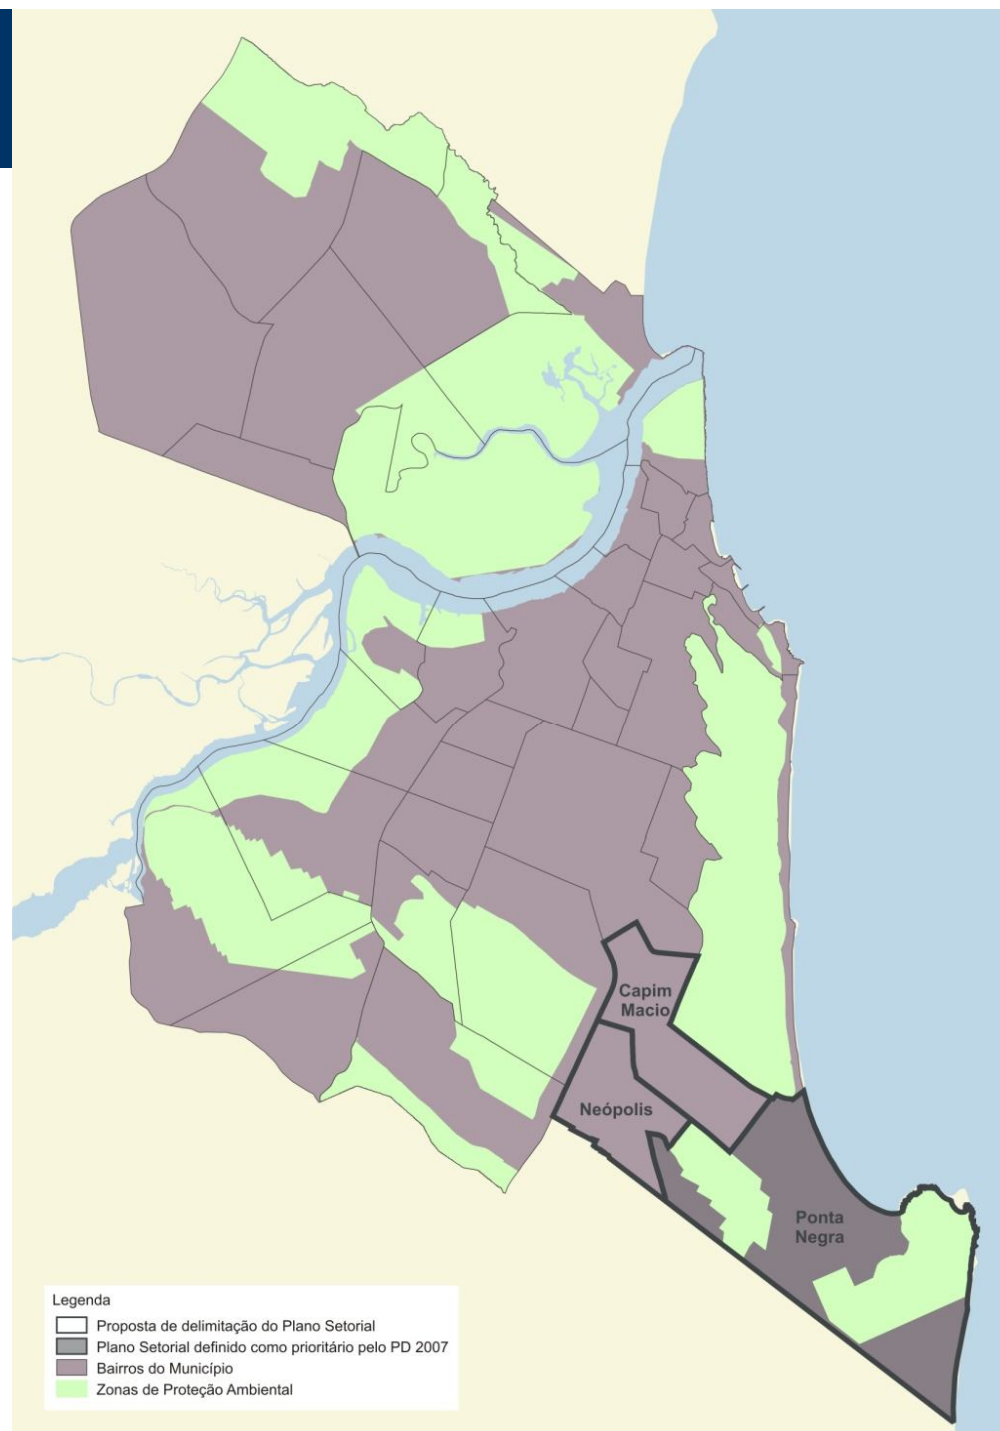 Capim
Macio
Neópolis
Ponta
Negra
Legenda
Proposta de delimitação do Plano Setorial
Plano Setorial definido como prioritário pelo PD 2007
Bairros do Município
Zonas de Proteção Ambiental